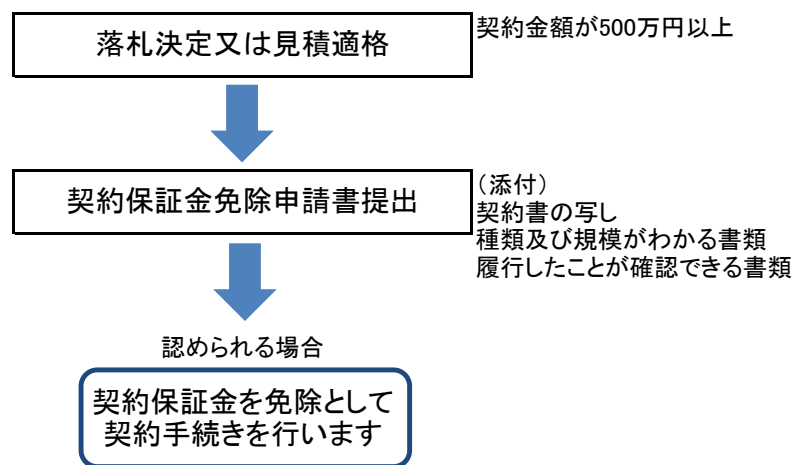 落札決定又は見積適格
契約金額が500万円以上
契約保証金免除申請書提出
（添付）
契約書の写し
種類及び規模がわかる書類
履行したことが確認できる書類
認められる場合
契約保証金を免除として
契約手続きを行います